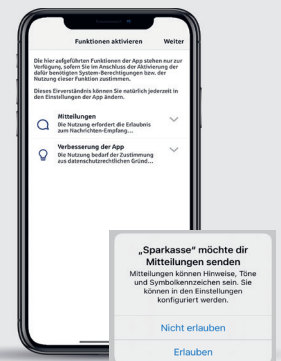 Funktionen aktivieren Weiter
Die hier aufgeführten Funktionen der App stehen nur zur
Verfügung, sofern Sie im Anschluss der Aktivierung der
dafür benötigten System-Berechtigungen bzw. der
Nutzung dieser Funktion zustimmen.
Dieses Einverständnis können Sie natürlich jederzeit in
den Einstellungen der App ändern.
Mitteilungen
Die Nutzung erfordert die Erlaubnis
zum Nachrichten-Empfang...
Verbesserung der App
Die Nutzung bedarf der Zustimmung
aus datenschutzrechtlichen Gründ...
„Sparkasse" möchte dir
Mitteilungen senden
Mitteilungen können Hinweise, Töne
und Symbolkennzeichen sein. Sie
können in den Einstellungen
konfiguriert werden.
Nicht erlauben
Erlauben